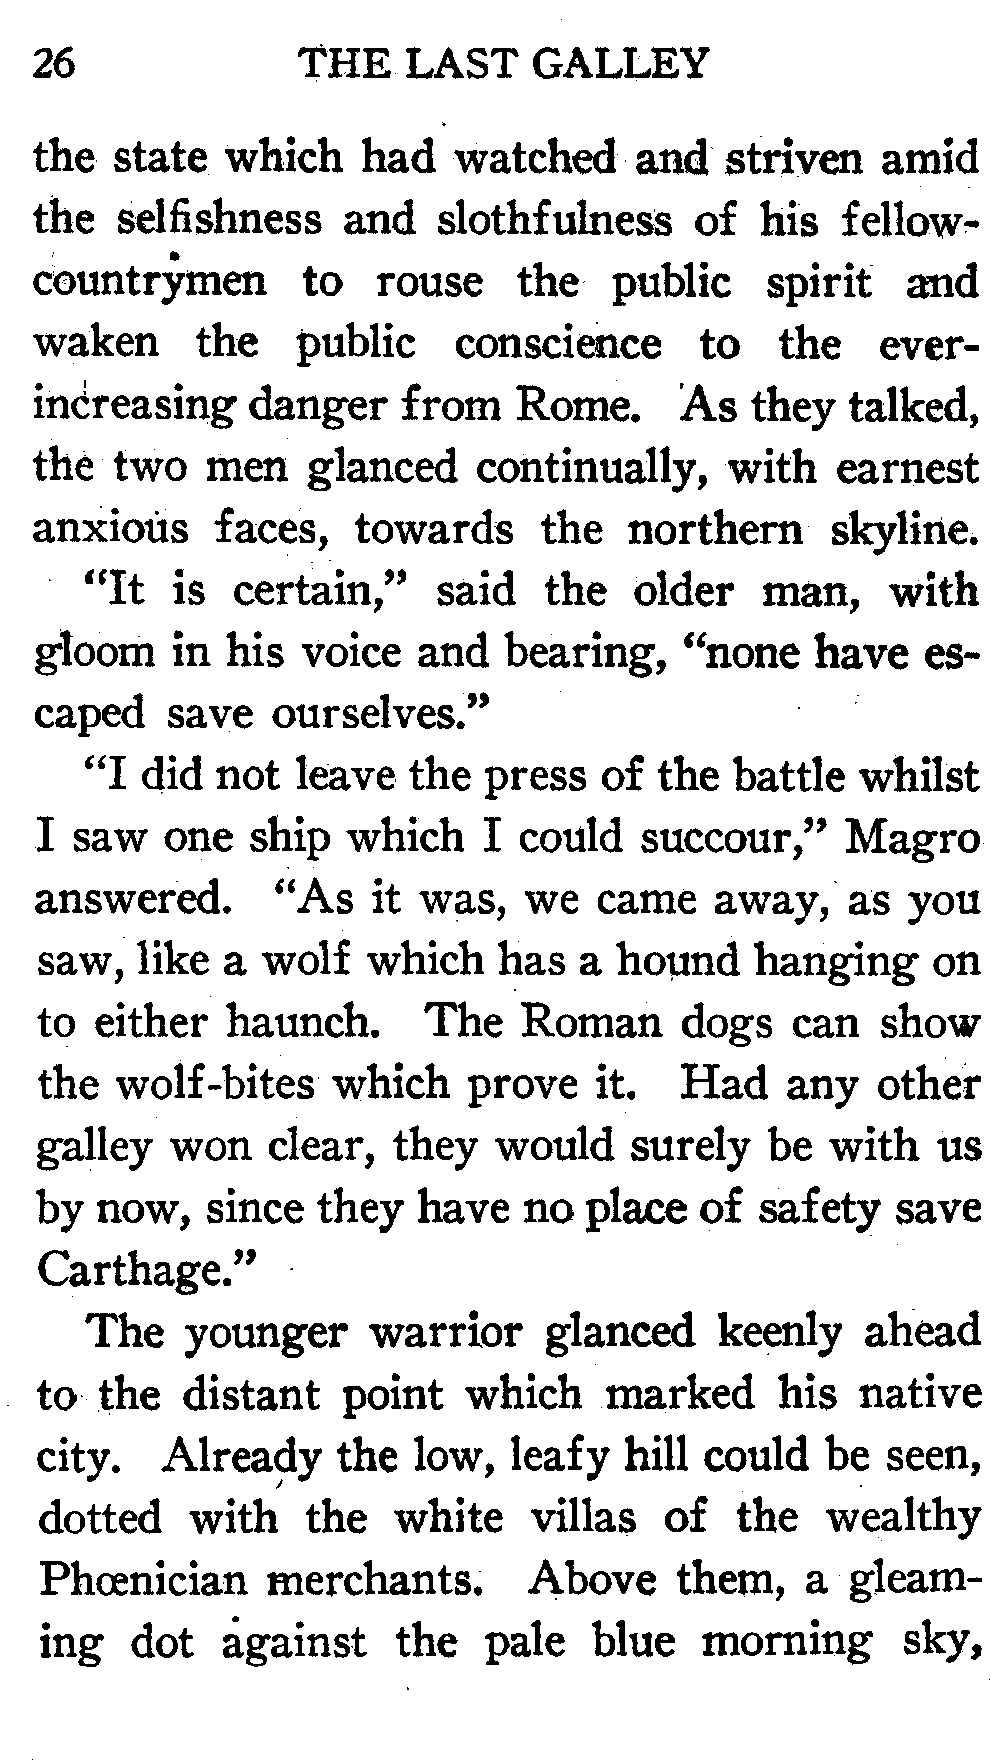 26 THE LAST GALLEY
the state which had watched and striven amid
the selfishness and slothfulness of his fellow-
countrymen to rouse the public spirit and
waken the public conscience to the ever-
increasing danger from Rome. As they talked,
the two men glanced continually, with earnest
anxious faces, towards the northern skyline.
“It is certain,” said the older man, with
gloom in his voice and bearing, “none have es-
caped save ourselves.”
“I did not leave the press of the battle whilst
I saw one ship which I could succour,” Magro
answered. “As it was, we came away, as you
saw, like a wolf which has a hound hanging on
to either haunch. The Roman dogs can show
the wolf-bites which prove it. Had any other
galley won clear, they would surely be with us
by now, since they have no place of safety save
Carthage.”
The younger warrior glanced keenly ahead
to the distant point which marked his native
city. Already the low, leafy hill could be seen,
dotted with the white villas of the wealthy
Phœnician merchants. Above them, a gleam-
ing dot against the pale blue morning sky,